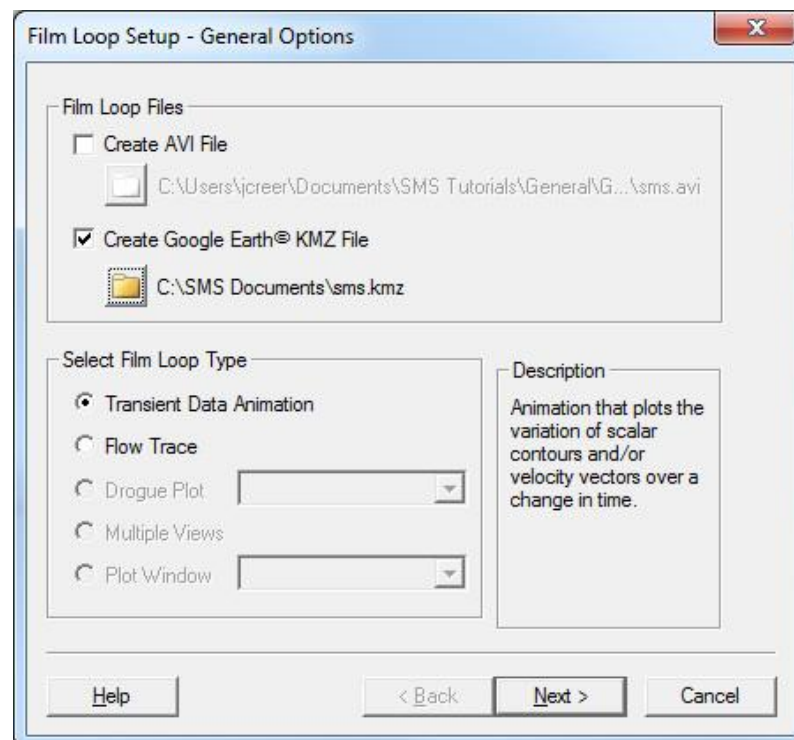 Film Loop Setup - General Options
Film Loop Files
Create AVI File
C:\Users\jcreer\Documents\SMS Tutorials\General\G...\sms.avi
Create Google Earth® KMZ File
C:\SMS Documents\sms.kmz
Select Film Loop Type
Transient Data Animation
Flow Trace
Drogue Plot
Multiple Views
Plot Window
Description
Animation that plots the
variation of scalar
contours and/or
velocity vectors over a
change in time.
Help
< Back
Next >
Cancel